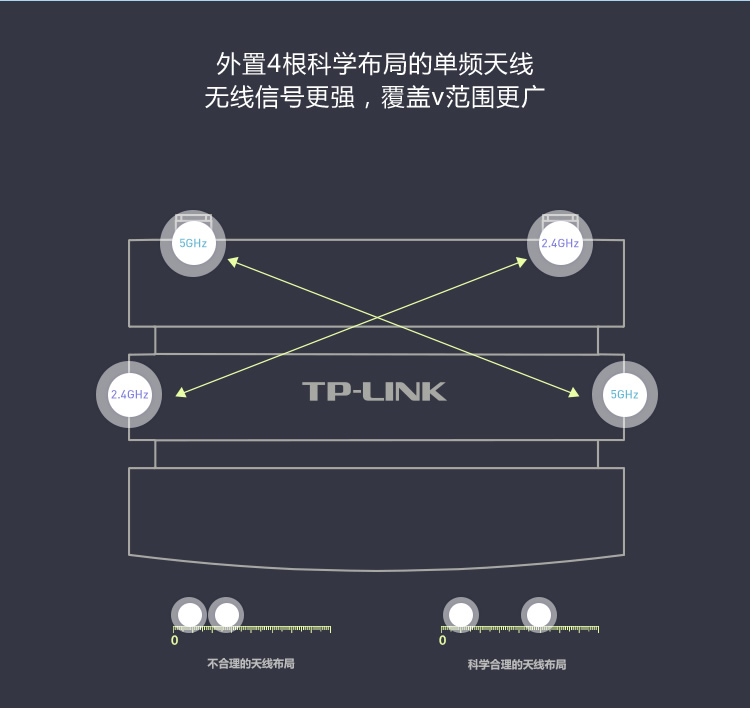 外置4根科学布局的单频天线
无线信号更强，覆盖v范围更广
5GHz
2.4GHz
2.4GHz
TP-LINK
5GHz
0
0
不合理的天线布局
科学合理的天线布局